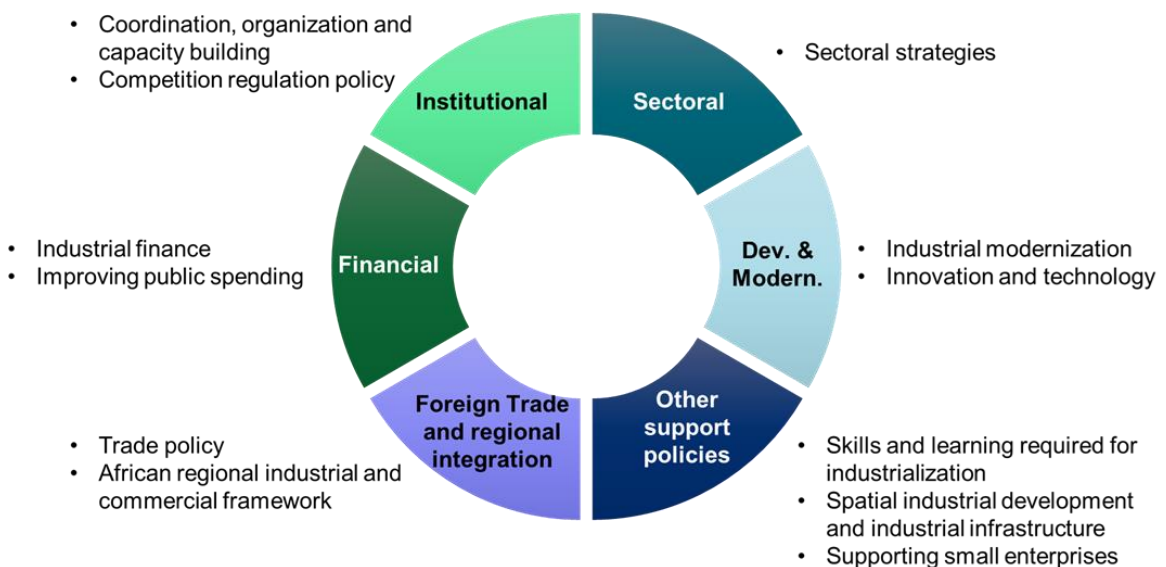 • Coordination, organization and
capacity building
• Competition regulation policy
Institutional
Sectoral
• Sectoral strategies
• Industrial finance
• Improving public spending
Financial
Dev. &
Modern.
• Industrial modernization
• Innovation and technology
• Trade policy
• African regional industrial and
commercial framework
Foreign Trade
and regional
integration
Other
support
policies
• Skills and learning required for
industrialization
• Spatial industrial development
and industrial infrastructure
• Supporting small enterprises